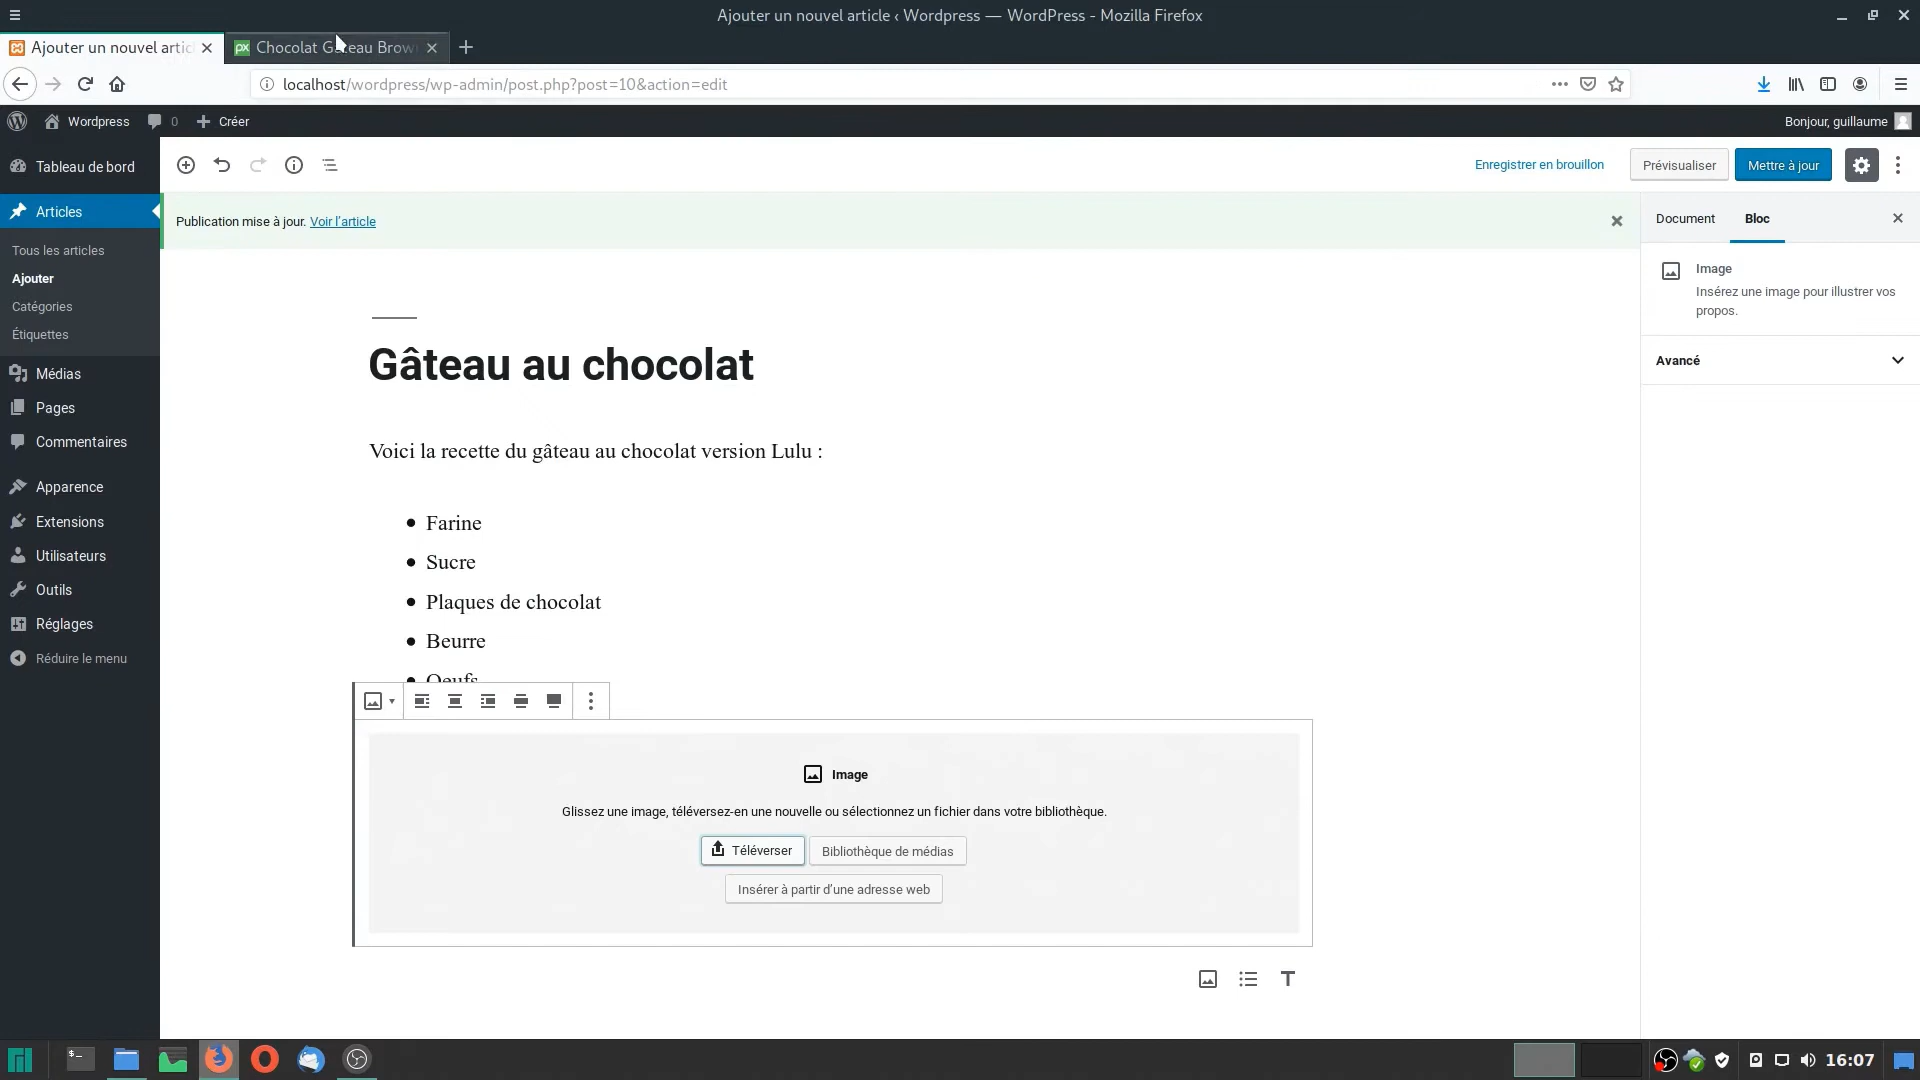 Ajouter un nouvel article ‹ Wordpress — WordPress - Mozilla Firefox
Ajouter un nouvel artic
Chocolat Gâteau Brow
localhost/wordpress/wp-admin/post.php?post=10&action=edit
Wordpress
0
Créer
Bonjour, guillaume
Tableau de bord
Articles
Tous les articles
Ajouter
Catégories
Étiquettes
Médias
Pages
Commentaires
Apparence
Extensions
Utilisateurs
Outils
Réglages
Réduire le menu
Enregistrer en brouillon
Prévisualiser
Mettre à jour
Publication mise à jour. Voir l’article
Document
Bloc
Image
Insérez une image pour illustrer vos
propos.
Avancé
Gâteau au chocolat
Voici la recette du gâteau au chocolat version Lulu :
Farine
Sucre
Plaques de chocolat
Beurre
Oeufs
Image
Glissez une image, téléversez-en une nouvelle ou sélectionnez un fichier dans votre bibliothèque.
Téléverser
Bibliothèque de médias
Insérer à partir d’une adresse web
16:07